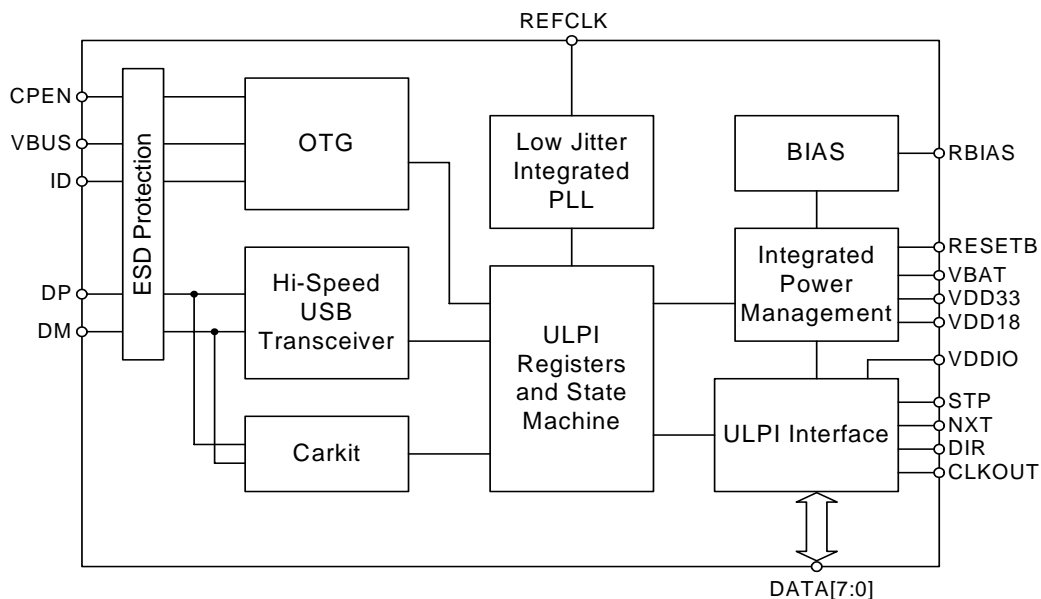 REFCLK
CPEN
VBUS
ID
DP
DM
ESD Protection
OTG
Hi-Speed
USB
Transceiver
Carkit
Low Jitter
Integrated
PLL
ULPI
Registers
and State
Machine
BIAS
Integrated
Power
Management
ULPI Interface
RBIAS
RESETB
VBAT
VDD33
VDD18
VDDIO
STP
NXT
DIR
CLKOUT
DATA[7:0]